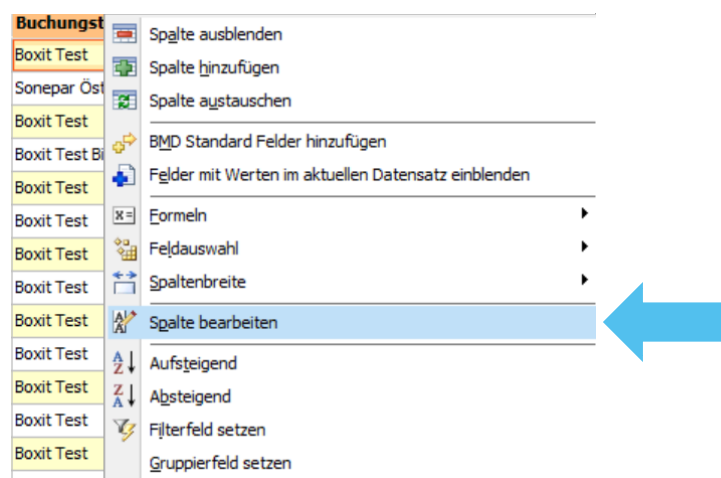 Buchungst
Boxit Test
Sonepar Öst
Boxit Test
Boxit Test Bi
Boxit Test
Boxit Test
Boxit Test
Boxit Test
Boxit Test
Boxit Test
Boxit Test
Boxit Test
Boxit Test
Spalte ausblenden
Spalte hinzufügen
Spalte austauschen
BMD Standard Felder hinzufügen
Felder mit Werten im aktuellen Datensatz einblenden
Formeln
Feldauswahl
Spaltenbreite
Spalte bearbeiten
Aufsteigend
Absteigend
Filterfeld setzen
Gruppierfeld setzen